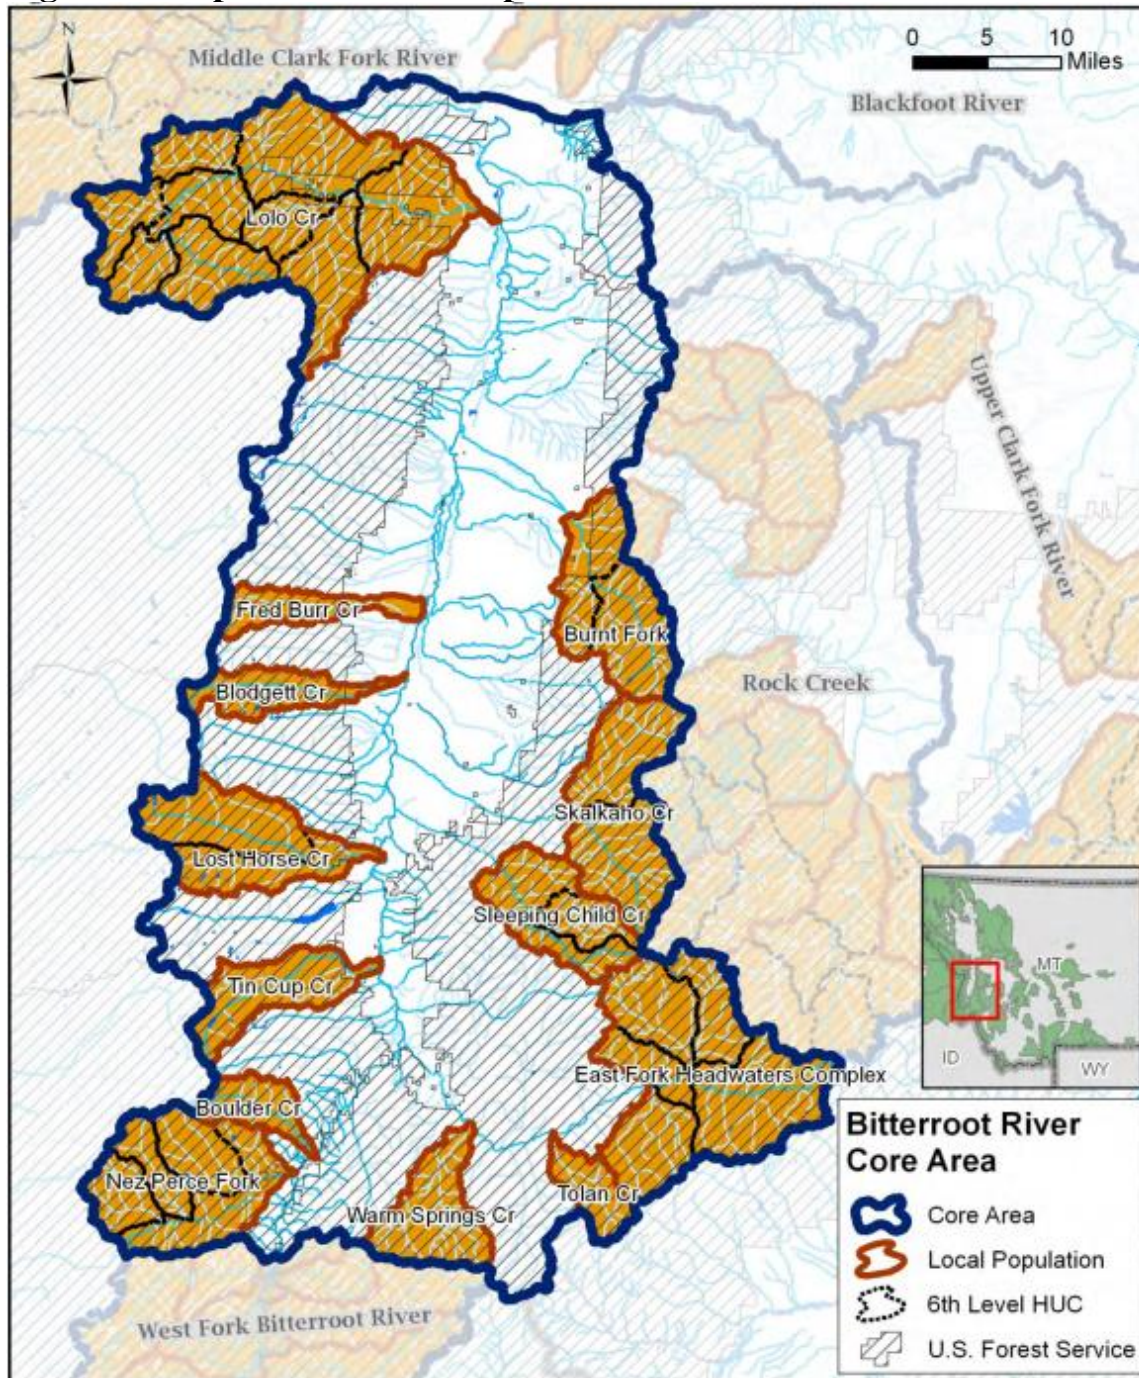 N
Middle Clark Fork River
0 5 10
Miles
Blackfoot River
Lolo Cr
Upper Clark Fork River
Fred Burr Cr
Burnt Fork
Blodgett Cr
Rock Creek
Skalkaho Cr
Lost Horse Cr
Sleeping Child Cr
Tin Cup Cr
MT
ID
WY
East Fork Headwaters Complex
Boulder Cr
Nez Perce Fork
Tolan Cr
Warm Springs Cr
West Fork Bitterroot River
Bitterroot River
Core Area
Core Area
Local Population
6th Level HUC
U.S. Forest Service